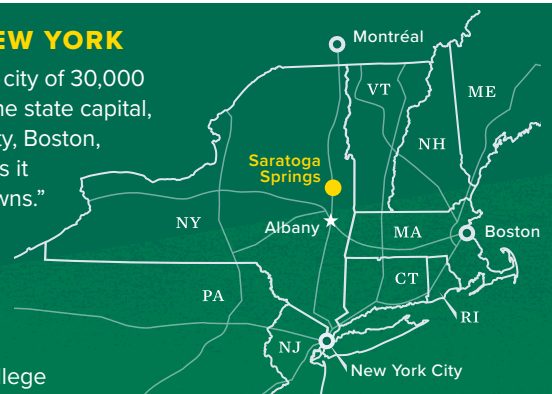 EW YORK
city of 30,000
ne state capital,
ty, Boston,
s it
wns.”
Montréal
VT
ME
NH
Saratoga
Springs
NY
Albany
MA
Boston
CT
PA
RI
NJ
New York City
llege